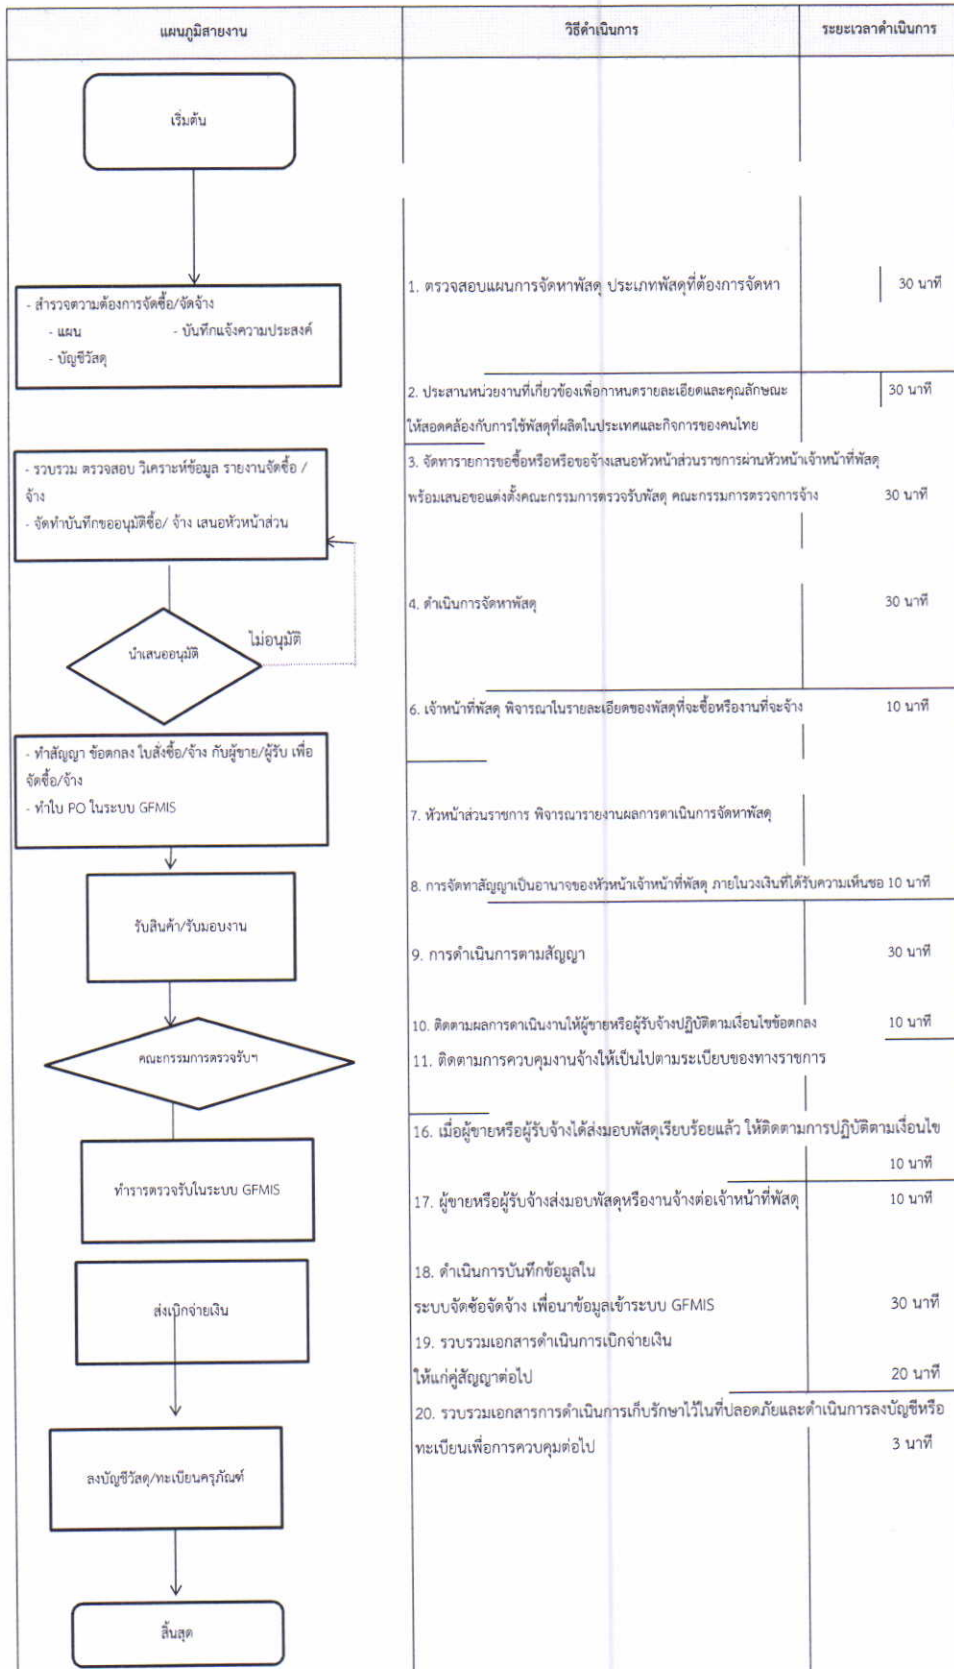 แผนภูมิสายงาน
วิธีดำเนินการ
ระยะเวลาดำเนินการ
เริ่มต้น
- สำรวจความต้องการจัดซื้อ/จัดจ้าง
- แผน - บันทึกแจ้งความประสงค์
- บัญชีวัสดุ
1. ตรวจสอบแผนการจัดหาพัสดุ ประเภทพัสดุที่ต้องการจัดหา 30 นาที
2. ประสานหน่วยงานที่เกี่ยวข้องเพื่อกาหนดรายละเอียดและคุณลักษณะ 30 นาที
ให้สอดคล้องกับการใช้พัสดุที่ผลิตในประเทศและกิจการของคนไทย
- รวบรวม ตรวจสอบ วิเคราะห์ข้อมูล รายงานจัดซื้อ /
จ้าง
- จัดทำบันทึกขออนุมัติซื้อ/ จ้าง เสนอหัวหน้าส่วน
3. จัดทารายการขอซื้อหรือหรือขอจ้างเสนอหัวหน้าส่วนราชการผ่านหัวหน้าเจ้าหน้าที่พัสดุ
พร้อมเสนอขอแต่งตั้งคณะกรรมการตรวจรับพัสดุ คณะกรรมการตรวจการจ้าง 30 นาที
4. ดำเนินการจัดหาพัสดุ 30 นาที
นำเสนออนุมัติ
ไม่อนุมัติ
6. เจ้าหน้าที่พัสดุ พิจารณาในรายละเอียดของพัสดุที่จะซื้อหรืองานที่จะจ้าง 10 นาที
- ทำสัญญา ข้อตกลง ใบสั่งซื้อ/จ้าง กับผู้ขาย/ผู้รับ เพื่อ
จัดซื้อ/จ้าง
- ทำใบ PO ในระบบ GFMIS
7. หัวหน้าส่วนราชการ พิจารณารายงานผลการดาเนินการจัดหาพัสดุ
8. การจัดทาสัญญาเป็นอานาจของหัวหน้าเจ้าหน้าที่พัสดุ ภายในวงเงินที่ได้รับความเห็นชอ 10 นาที
รับสินค้า/รับมอบงาน
9. การดำเนินการตามสัญญา 30 นาที
10. ติดตามผลการดาเนินงานให้ผู้ขายหรือผู้รับจ้างปฏิบัติตามเงื่อนไขข้อตกลง 10 นาที
คณะกรรมการตรวจรับฯ
11. ติดตามการควบคุมงานจ้างให้เป็นไปตามระเบียบของทางราชการ
16. เมื่อผู้ขายหรือผู้รับจ้างได้ส่งมอบพัสดุเรียบร้อยแล้ว ให้ติดตามการปฏิบัติตามเงื่อนไข
10 นาที
ทำรารตรวจรับในระบบ GFMIS
17. ผู้ขายหรือผู้รับจ้างส่งมอบพัสดุหรืองานจ้างต่อเจ้าหน้าที่พัสดุ 10 นาที
18. ดำเนินการบันทึกข้อมูลใน
ส่งเบิกจ่ายเงิน
ระบบจัดซ้อจัดจ้าง เพื่อนาข้อมูลเข้าระบบ GFMIS 30 นาที
19. รวบรวมเอกสารดำเนินการเบิกจ่ายเงิน
ให้แก่คู่สัญญาต่อไป 20 นาที
20. รวบรวมเอกสารการดำเนินการเก็บรักษาไว้ในที่ปลอดภัยและดำเนินการลงบัญชีหรือ
ทะเบียนเพื่อการควบคุมต่อไป 3 นาที
ลงบัญชีวัสดุ/ทะเบียนครุภัณฑ์
สิ้นสุด